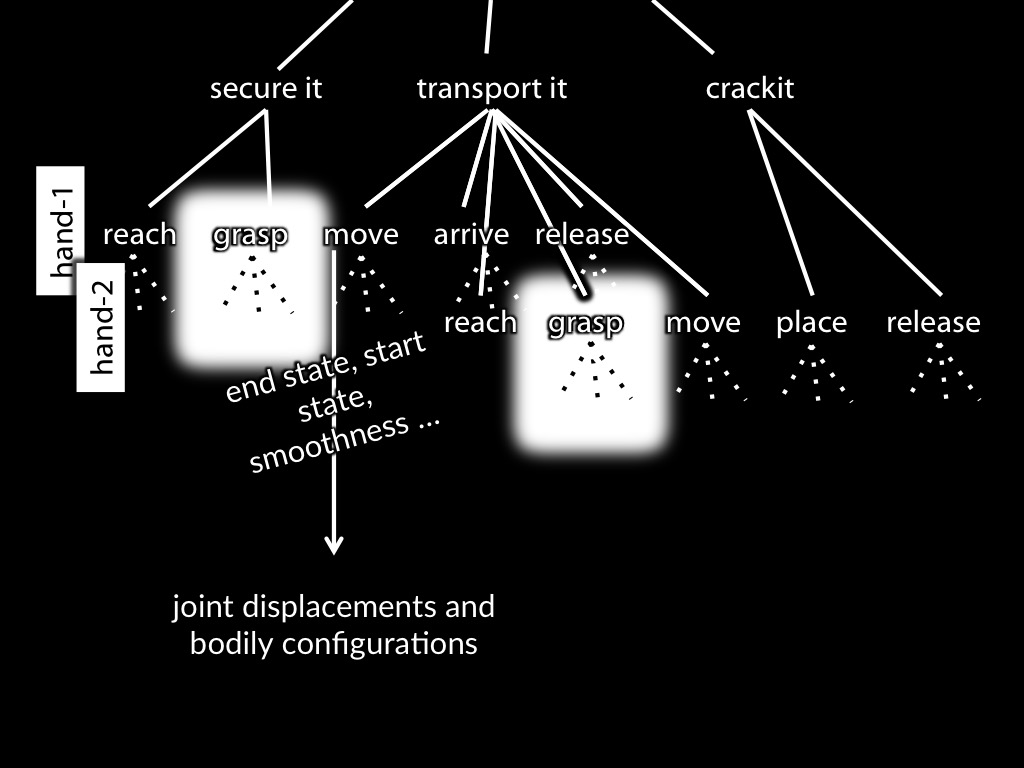 secure it transport it crackit
hand-1
reach grasp move arrive release
hand-2
reach grasp move place release
end state, start
state,
smoothness ...
joint displacements and
bodily configurations